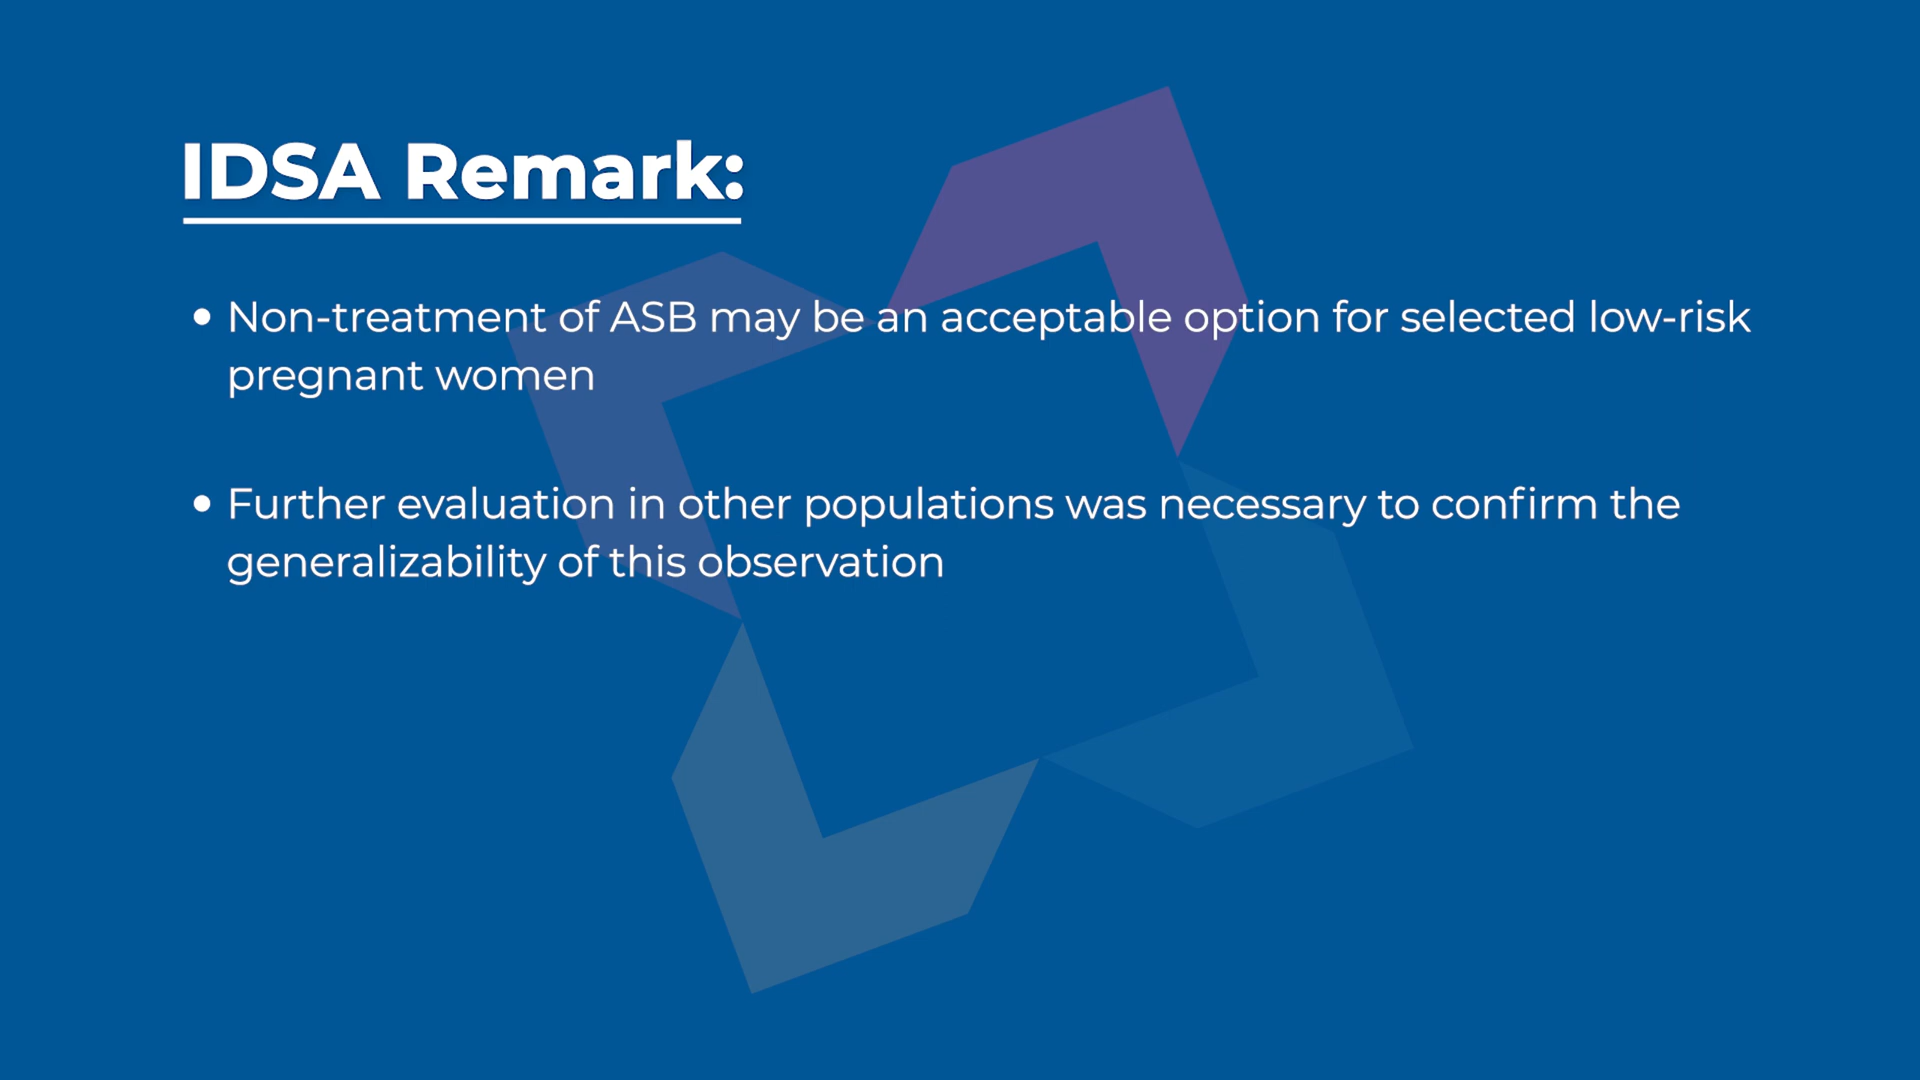 IDSA Remark:
• Non-treatment of ASB may be an acceptable option for selected low-risk
pregnant women
• Further evaluation in other populations was necessary to confirm the
generalizability of this observation